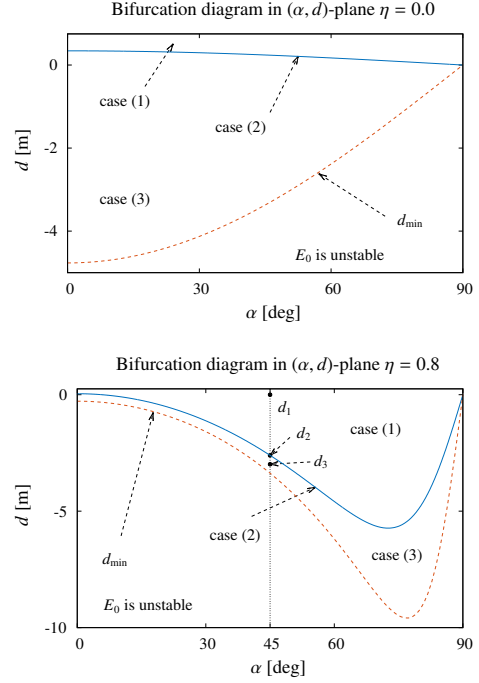 Bifurcation diagram in (α, d)-plane η = 0.0
0
-2
-4
d [m]
case (1)
case (2)
case (3)
d_min
E_0 is unstable
0
30
60
90
α [deg]
Bifurcation diagram in (α, d)-plane η = 0.8
0
-5
-10
d [m]
d_1
d_2
d_3
case (1)
case (2)
case (3)
d_min
E_0 is unstable
0
30
45
60
90
α [deg]